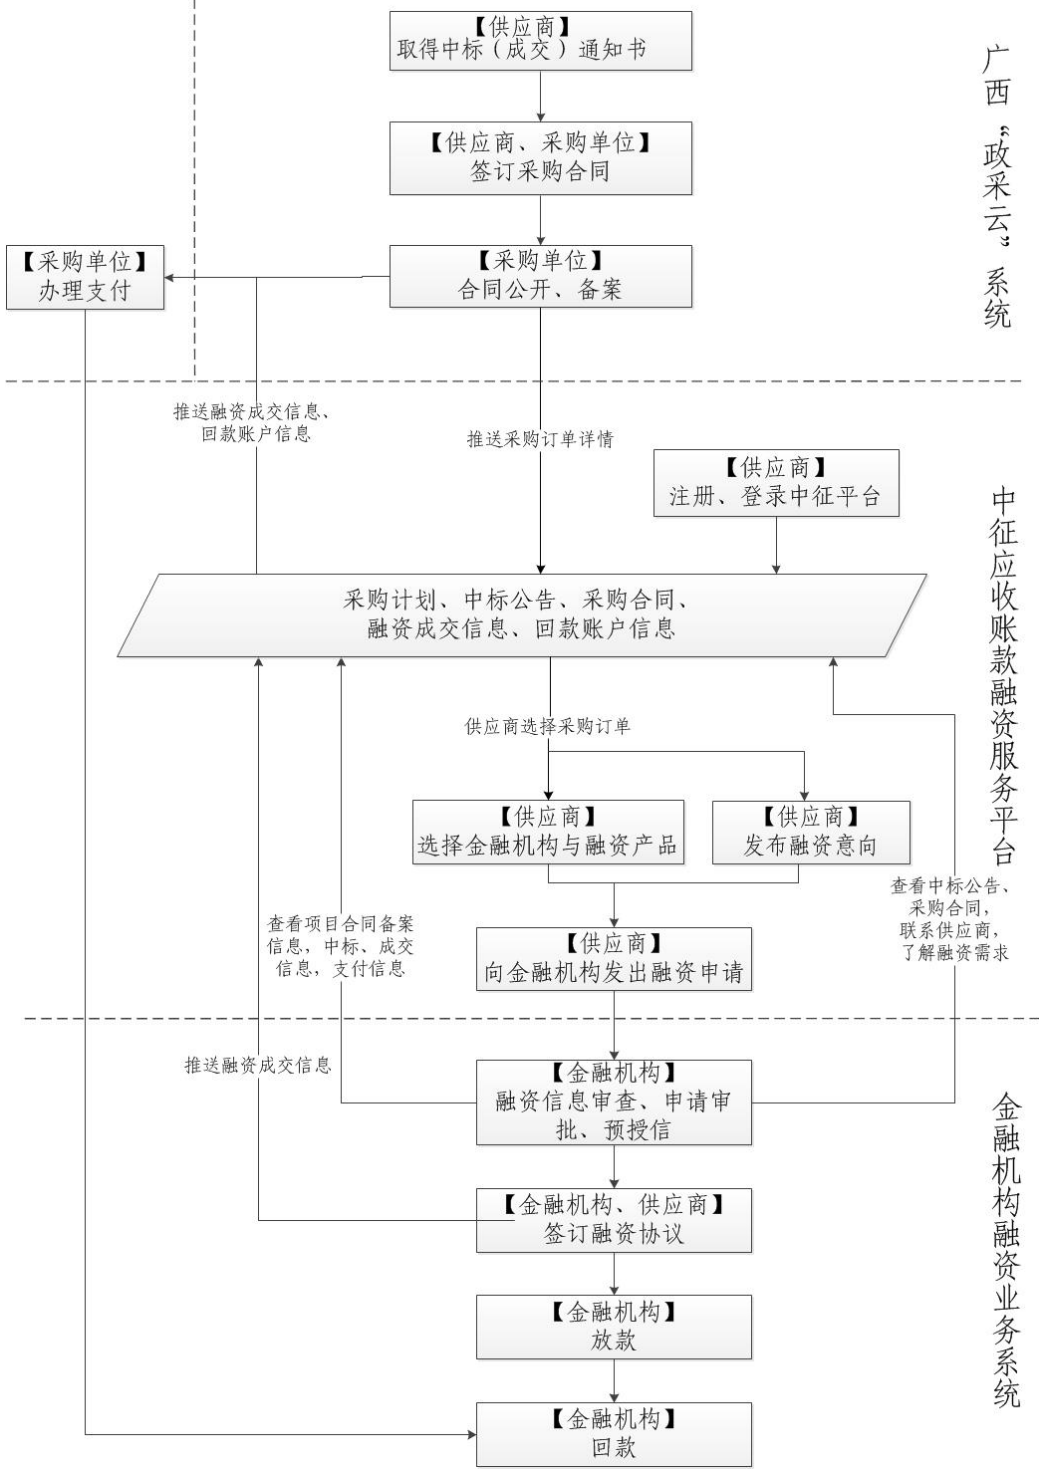 【供应商】
取得中标（成交）通知书
【供应商、采购单位】
签订采购合同
【采购单位】
合同公开、备案
【采购单位】
办理支付
广西“政采云”系统
推送融资成交信息、
回款账户信息
推送采购订单详情
【供应商】
注册、登录中征平台
采购计划、中标公告、采购合同、
融资成交信息、回款账户信息
中征应收账款融资服务平台
供应商选择采购订单
【供应商】
选择金融机构与融资产品
【供应商】
发布融资意向
查看中标公告、
采购合同，
联系供应商，
了解融资需求
查看项目合同备案
信息，中标、成交
信息，支付信息
【供应商】
向金融机构发出融资申请
推送融资成交信息
【金融机构】
融资信息审查、申请审
批、预授信
金融机构融资业务系统
【金融机构、供应商】
签订融资协议
【金融机构】
放款
【金融机构】
回款